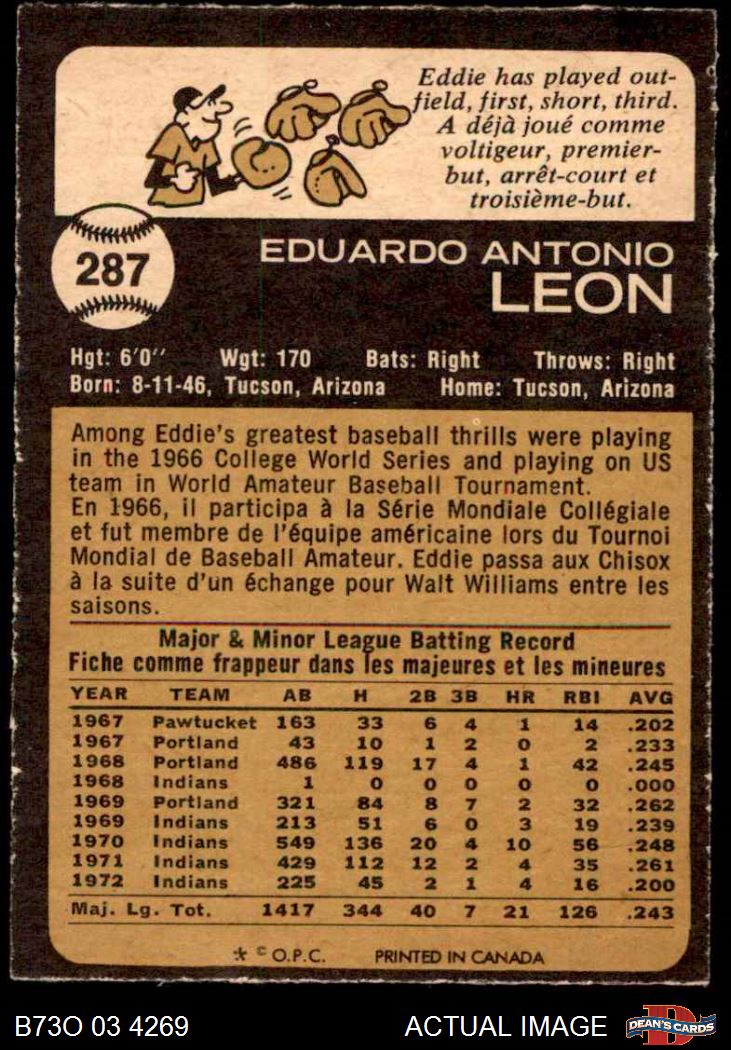 Eddie has played out-
field, first, short, third.
A déjà joué comme
voltigeur, premier-
but, arrêt-court et
troisième-but.
287
EDUARDO ANTONIO
LEON
Hgt: 6'0'' Wgt: 170 Bats: Right Throws: Right
Born: 8-11-46, Tucson, Arizona Home: Tucson, Arizona
Among Eddie's greatest baseball thrills were playing
in the 1966 College World Series and playing on US
team in World Amateur Baseball Tournament.
En 1966, il participa à la Série Mondiale Collégiale
et fut membre de l'équipe américaine lors du Tournoi
Mondial de Baseball Amateur. Eddie passa aux Chisox
à la suite d'un échange pour Walt Williams entre les
saisons.
Major & Minor League Batting Record
Fiche comme frappeur dans les majeures et les mineures
YEAR TEAM AB H 2B 3B HR RBI AVG
1967 Pawtucket 163 33 6 4 1 14 .202
1967 Portland 43 10 1 2 0 2 .233
1968 Portland 486 119 17 4 1 42 .245
1968 Indians 1 0 0 0 0 0 .000
1969 Portland 321 84 8 7 2 32 .262
1969 Indians 213 51 6 0 3 19 .239
1970 Indians 549 136 20 4 10 56 .248
1971 Indians 429 112 12 2 4 35 .261
1972 Indians 225 45 2 1 4 16 .200
Maj. Lg. Tot. 1417 344 40 7 21 126 .243
* © O.P.C. PRINTED IN CANADA
B73O 03 4269 ACTUAL IMAGE DEAN'S CARDS